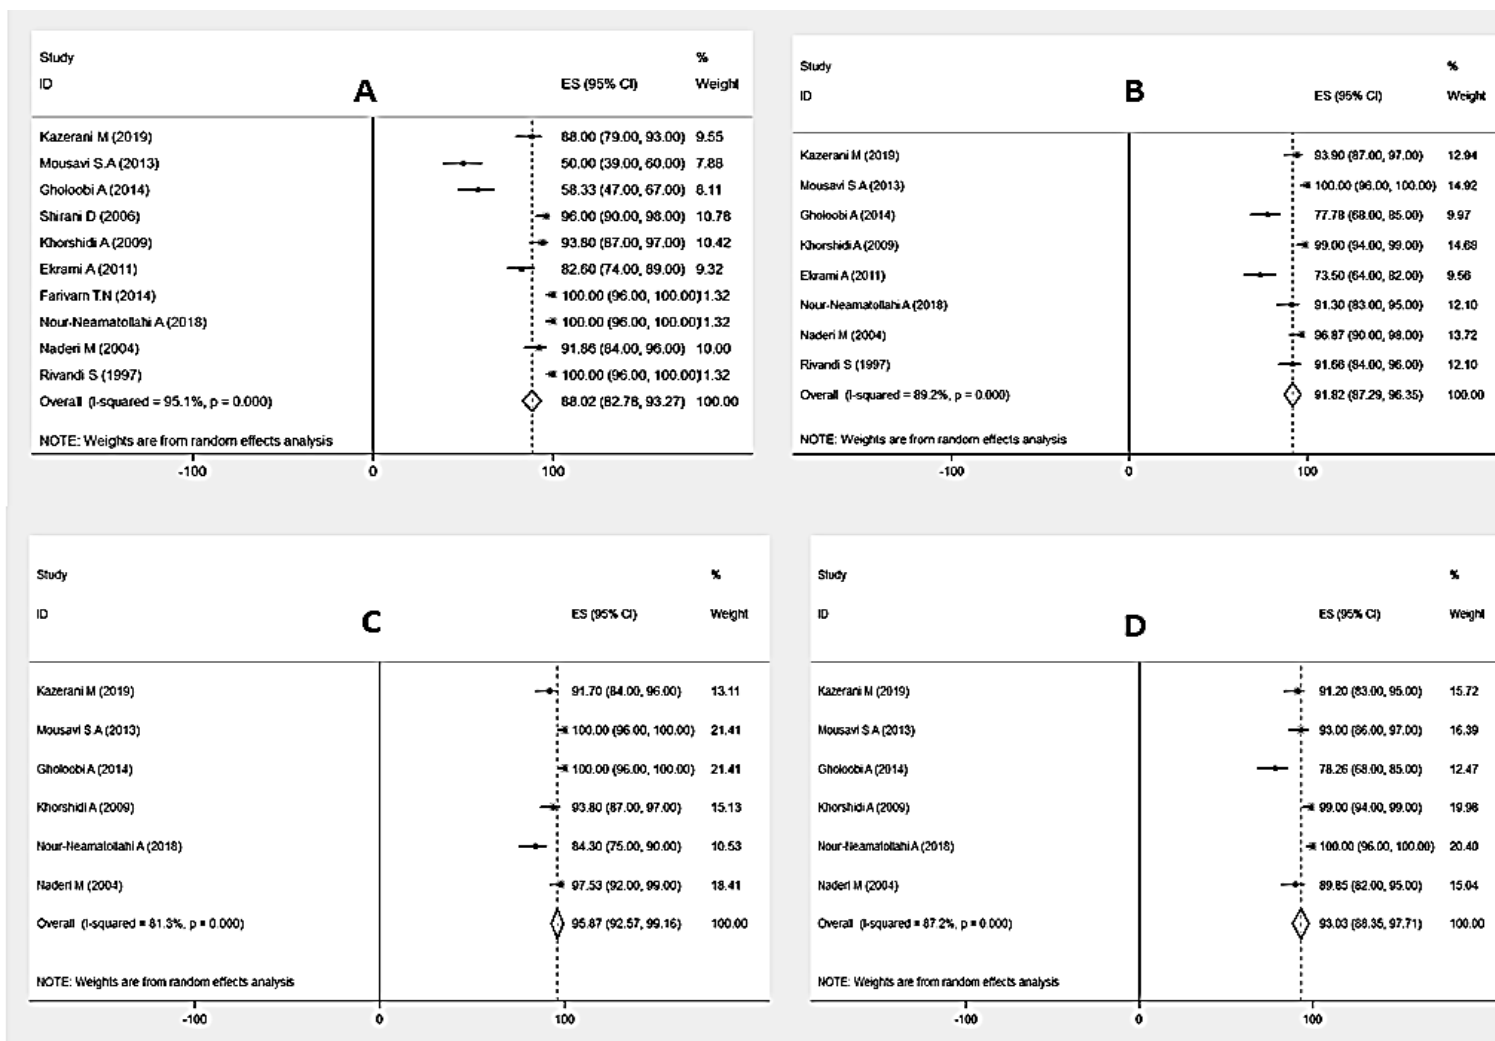 Study %
ID A ES (95% CI) Weight
Kazerani M (2019) 88.00 (79.00, 93.00) 9.55
Mousavi S.A (2013) 50.00 (39.00, 60.00) 7.88
Gholoobi A (2014) 58.33 (47.00, 67.00) 8.11
Shirani D (2006) 96.00 (90.00, 98.00) 10.78
Khorshidi A (2009) 93.80 (87.00, 97.00) 10.42
Ekrami A (2011) 82.60 (74.00, 89.00) 9.32
Farivarn T.N (2014) 100.00 (96.00, 100.00)11.32
Nour-Neamatollahi A (2018) 100.00 (96.00, 100.00)11.32
Naderi M (2004) 91.86 (84.00, 96.00) 10.00
Rivandi S (1997) 100.00 (96.00, 100.00)11.32
Overall (I-squared = 95.1%, p = 0.000) 88.02 (82.78, 93.27) 100.00
NOTE: Weights are from random effects analysis
-100 0 100
Study %
ID B ES (95% CI) Weight
Kazerani M (2019) 93.90 (87.00, 97.00) 12.94
Mousavi S.A (2013) 100.00 (96.00, 100.00) 14.92
Gholoobi A (2014) 77.78 (68.00, 85.00) 9.97
Khorshidi A (2009) 99.00 (94.00, 99.00) 14.69
Ekrami A (2011) 73.50 (64.00, 82.00) 9.56
Nour-Neamatollahi A (2018) 91.30 (83.00, 95.00) 12.10
Naderi M (2004) 96.87 (90.00, 98.00) 13.72
Rivandi S (1997) 91.66 (84.00, 96.00) 12.10
Overall (I-squared = 89.2%, p = 0.000) 91.82 (87.29, 96.35) 100.00
NOTE: Weights are from random effects analysis
-100 0 100
Study %
ID C ES (95% CI) Weight
Kazerani M (2019) 91.70 (84.00, 96.00) 13.11
Mousavi S.A (2013) 100.00 (96.00, 100.00) 21.41
Gholoobi A (2014) 100.00 (96.00, 100.00) 21.41
Khorshidi A (2009) 93.80 (87.00, 97.00) 15.13
Nour-Neamatollahi A (2018) 84.30 (75.00, 90.00) 10.53
Naderi M (2004) 97.53 (92.00, 99.00) 18.41
Overall (I-squared = 81.3%, p = 0.000) 95.87 (92.57, 99.16) 100.00
NOTE: Weights are from random effects analysis
-100 0 100
Study %
ID D ES (95% CI) Weight
Kazerani M (2019) 91.20 (83.00, 95.00) 15.72
Mousavi S.A (2013) 93.00 (86.00, 97.00) 16.39
Gholoobi A (2014) 78.26 (68.00, 85.00) 12.47
Khorshidi A (2009) 99.00 (94.00, 99.00) 19.98
Nour-Neamatollahi A (2018) 100.00 (96.00, 100.00) 20.40
Naderi M (2004) 89.85 (82.00, 95.00) 15.04
Overall (I-squared = 87.2%, p = 0.000) 93.03 (88.35, 97.71) 100.00
NOTE: Weights are from random effects analysis
-100 0 100